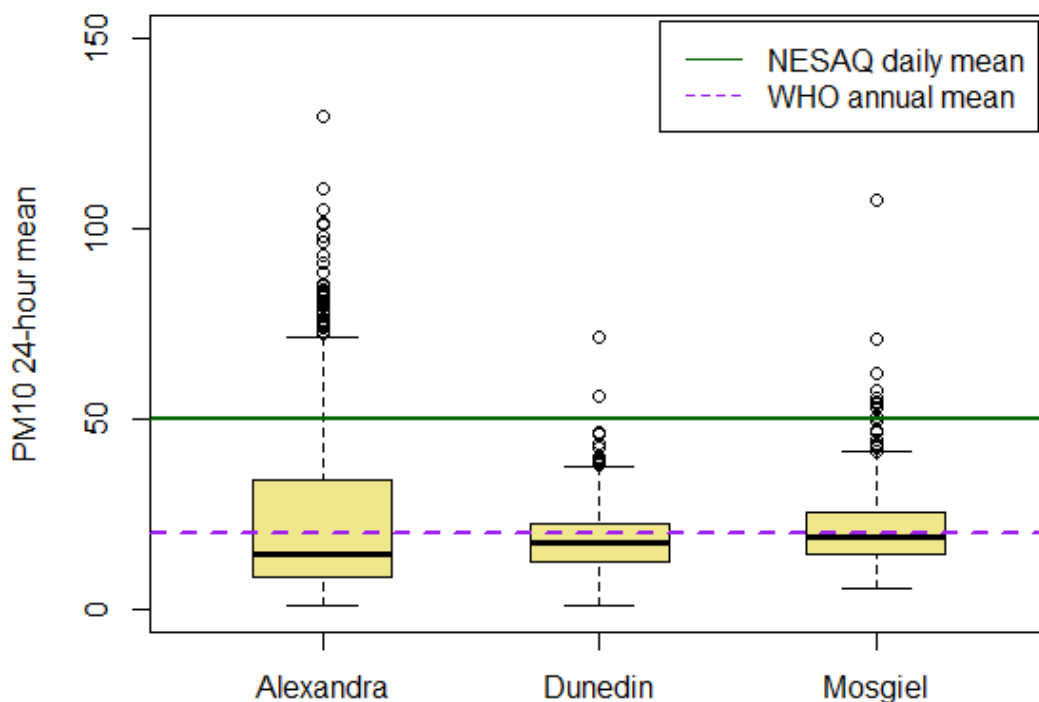 150
100
50
0
PM10 24-hour mean
NESAQ daily mean
WHO annual mean
Alexandra
Dunedin
Mosgiel